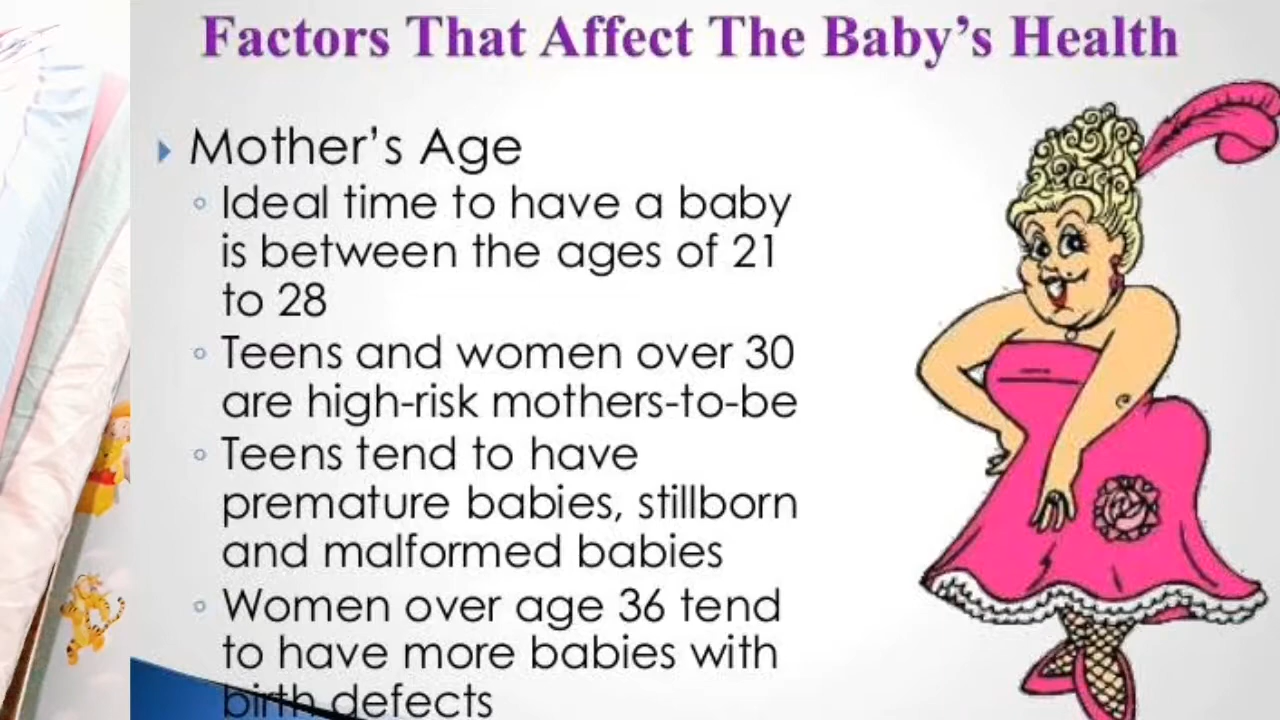 Factors That Affect The Baby’s Health
Mother’s Age
Ideal time to have a baby
is between the ages of 21
to 28
Teens and women over 30
are high-risk mothers-to-be
Teens tend to have
premature babies, stillborn
and malformed babies
Women over age 36 tend
to have more babies with
birth defects